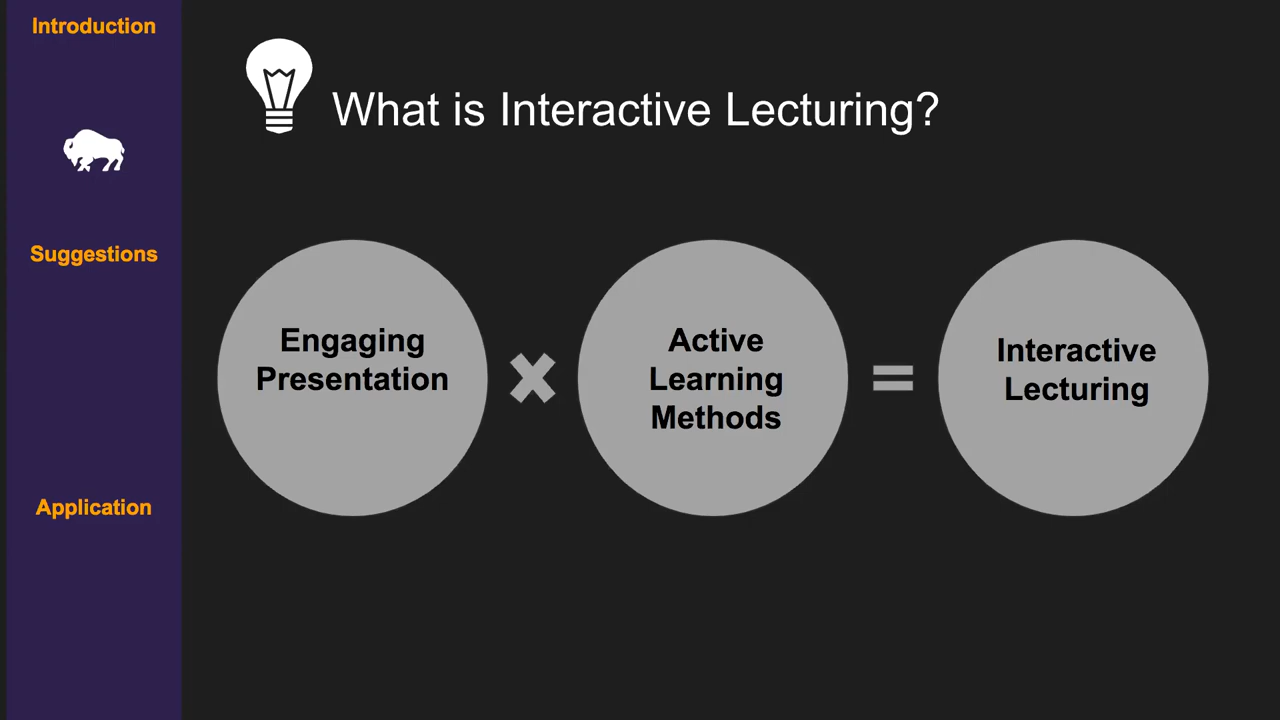 Introduction
Suggestions
Application
What is Interactive Lecturing?
Engaging
Presentation
Active
Learning
Methods
=
Interactive
Lecturing